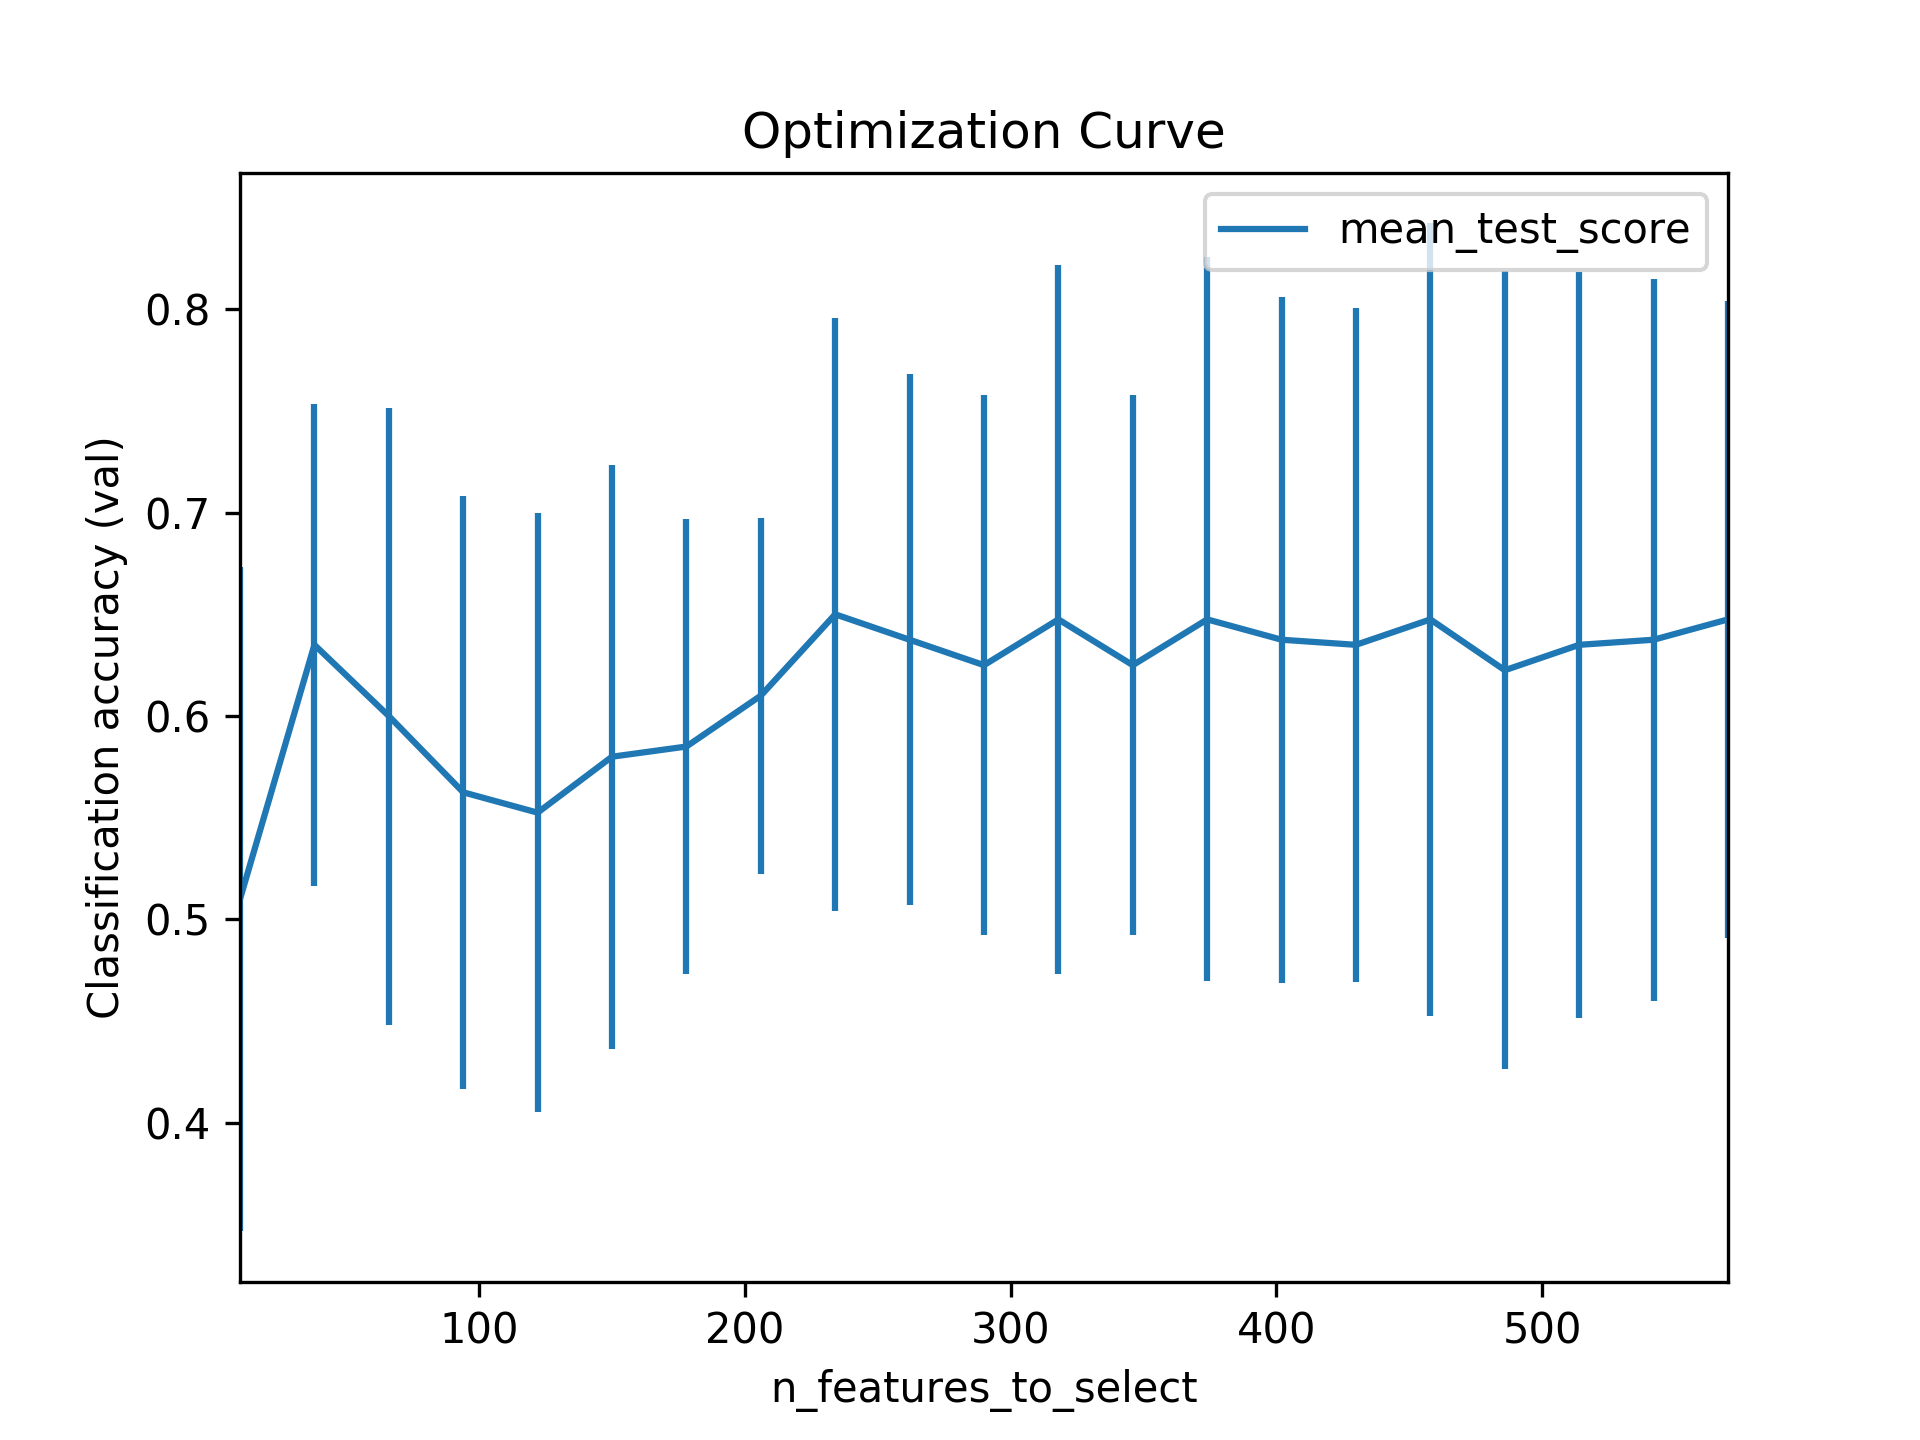 Optimization Curve
mean_test_score
Classification accuracy (val)
0.8
0.7
0.6
0.5
0.4
100 200 300 400 500
n_features_to_select